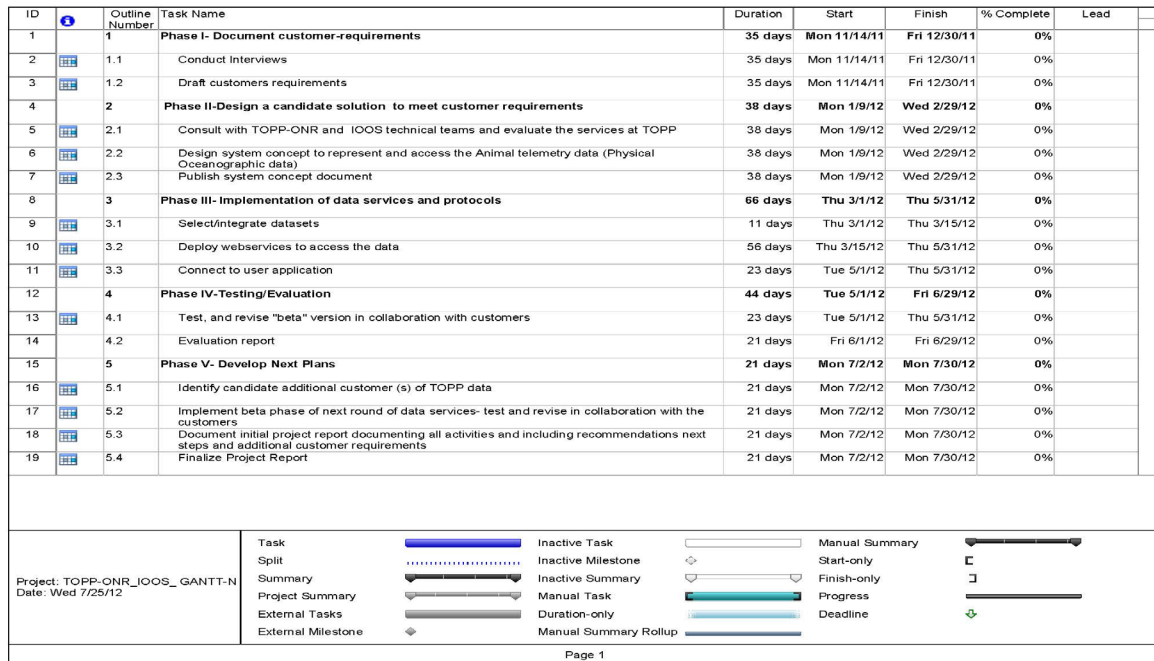 ID Outline Number Task Name Duration Start Finish % Complete Lead
1 1 Phase I- Document customer-requirements 35 days Mon 11/14/11 Fri 12/30/11 0%
2 1.1 Conduct Interviews 35 days Mon 11/14/11 Fri 12/30/11 0%
3 1.2 Draft customers requirements 35 days Mon 11/14/11 Fri 12/30/11 0%
4 2 Phase II-Design a candidate solution to meet customer requirements 38 days Mon 1/9/12 Wed 2/29/12 0%
5 2.1 Consult with TOPP-ONR and IOOS technical teams and evaluate the services at TOPP 38 days Mon 1/9/12 Wed 2/29/12 0%
6 2.2 Design system concept to represent and access the Animal telemetry data (Physical 38 days Mon 1/9/12 Wed 2/29/12 0%
Oceanographic data)
7 2.3 Publish system concept document 38 days Mon 1/9/12 Wed 2/29/12 0%
8 3 Phase III- Implementation of data services and protocols 66 days Thu 3/1/12 Thu 5/31/12 0%
9 3.1 Select/integrate datasets 11 days Thu 3/1/12 Thu 3/15/12 0%
10 3.2 Deploy webservices to access the data 56 days Thu 3/15/12 Thu 5/31/12 0%
11 3.3 Connect to user application 23 days Tue 5/1/12 Thu 5/31/12 0%
12 4 Phase IV-Testing/Evaluation 44 days Tue 5/1/12 Fri 6/29/12 0%
13 4.1 Test, and revise "beta" version in collaboration with customers 23 days Tue 5/1/12 Thu 5/31/12 0%
14 4.2 Evaluation report 21 days Fri 6/1/12 Fri 6/29/12 0%
15 5 Phase V- Develop Next Plans 21 days Mon 7/2/12 Mon 7/30/12 0%
16 5.1 Identify candidate additional customer (s) of TOPP data 21 days Mon 7/2/12 Mon 7/30/12 0%
17 5.2 Implement beta phase of next round of data services- test and revise in collaboration with the 21 days Mon 7/2/12 Mon 7/30/12 0%
customers
18 5.3 Document initial project report documenting all activities and including recommendations next 21 days Mon 7/2/12 Mon 7/30/12 0%
steps and additional customer requirements
19 5.4 Finalize Project Report 21 days Mon 7/2/12 Mon 7/30/12 0%
Project: TOPP-ONR_IOOS_ GANTT-N
Date: Wed 7/25/12
Task
Split
Summary
Project Summary
External Tasks
External Milestone
Inactive Task
Inactive Milestone
Inactive Summary
Manual Task
Duration-only
Manual Summary Rollup
Manual Summary
Start-only
Finish-only
Progress
Deadline
Page 1